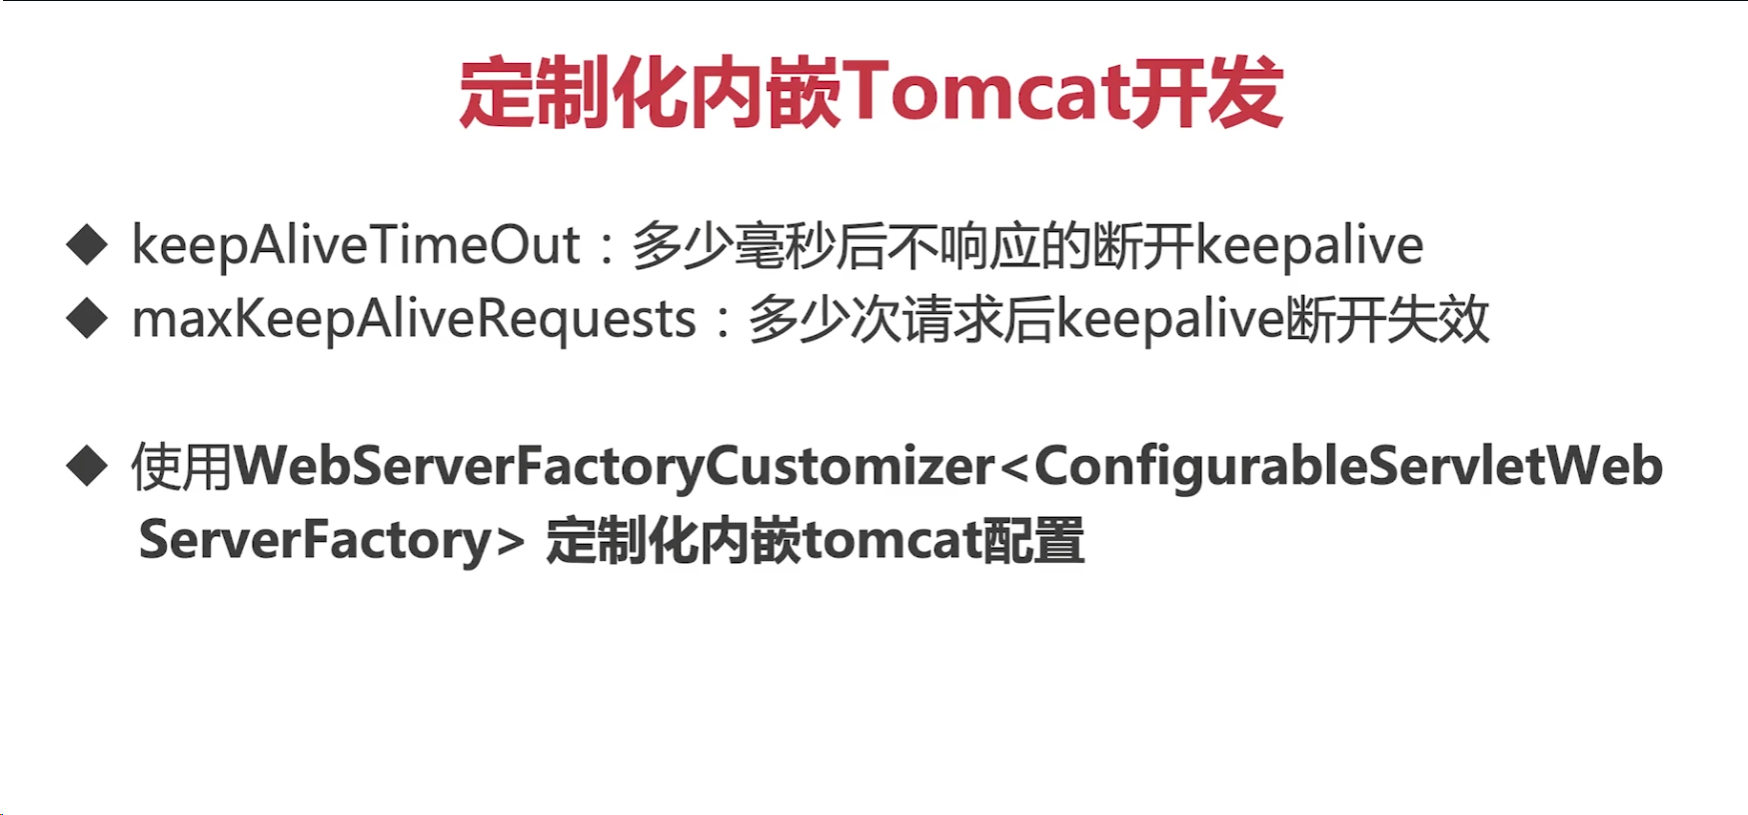 定制化内嵌Tomcat开发
◆ keepAliveTimeOut：多少毫秒后不响应的断开keepalive
◆ maxKeepAliveRequests：多少次请求后keepalive断开失效
◆ 使用WebServerFactoryCustomizer<ConfigurableServletWeb
ServerFactory> 定制化内嵌tomcat配置